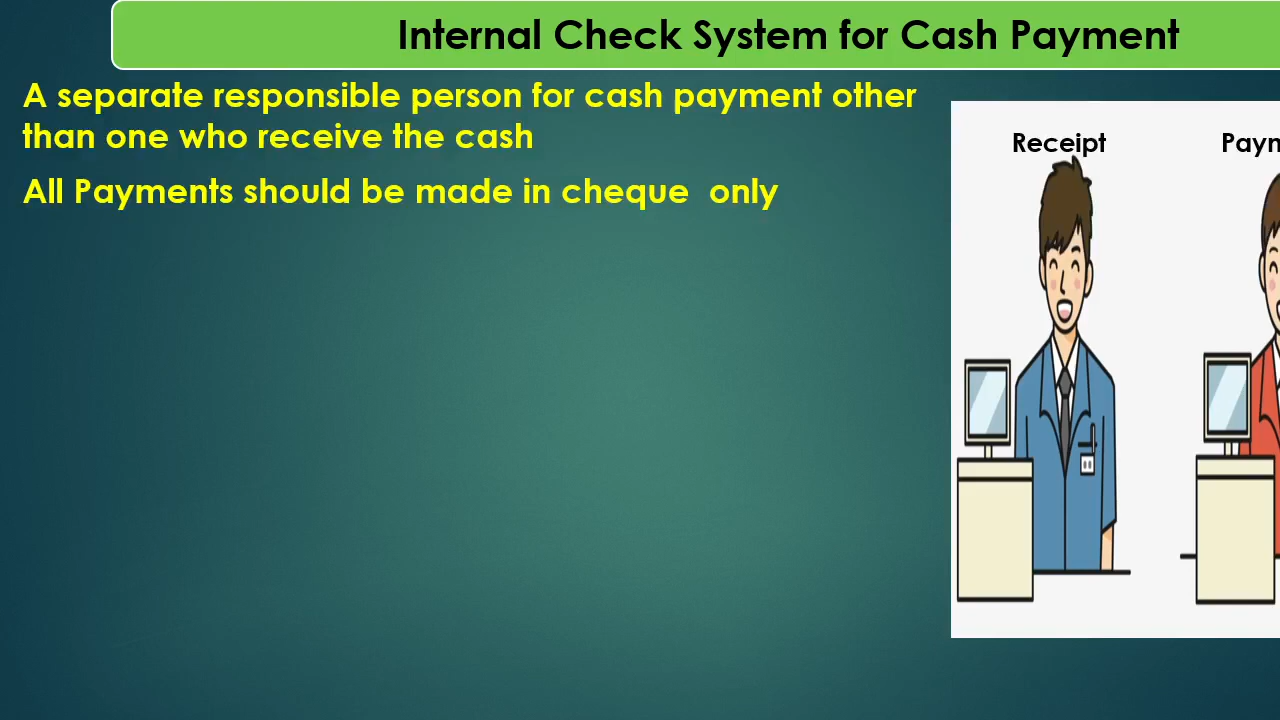 Internal Check System for Cash Payment
A separate responsible person for cash payment other
than one who receive the cash
All Payments should be made in cheque  only
Receipt